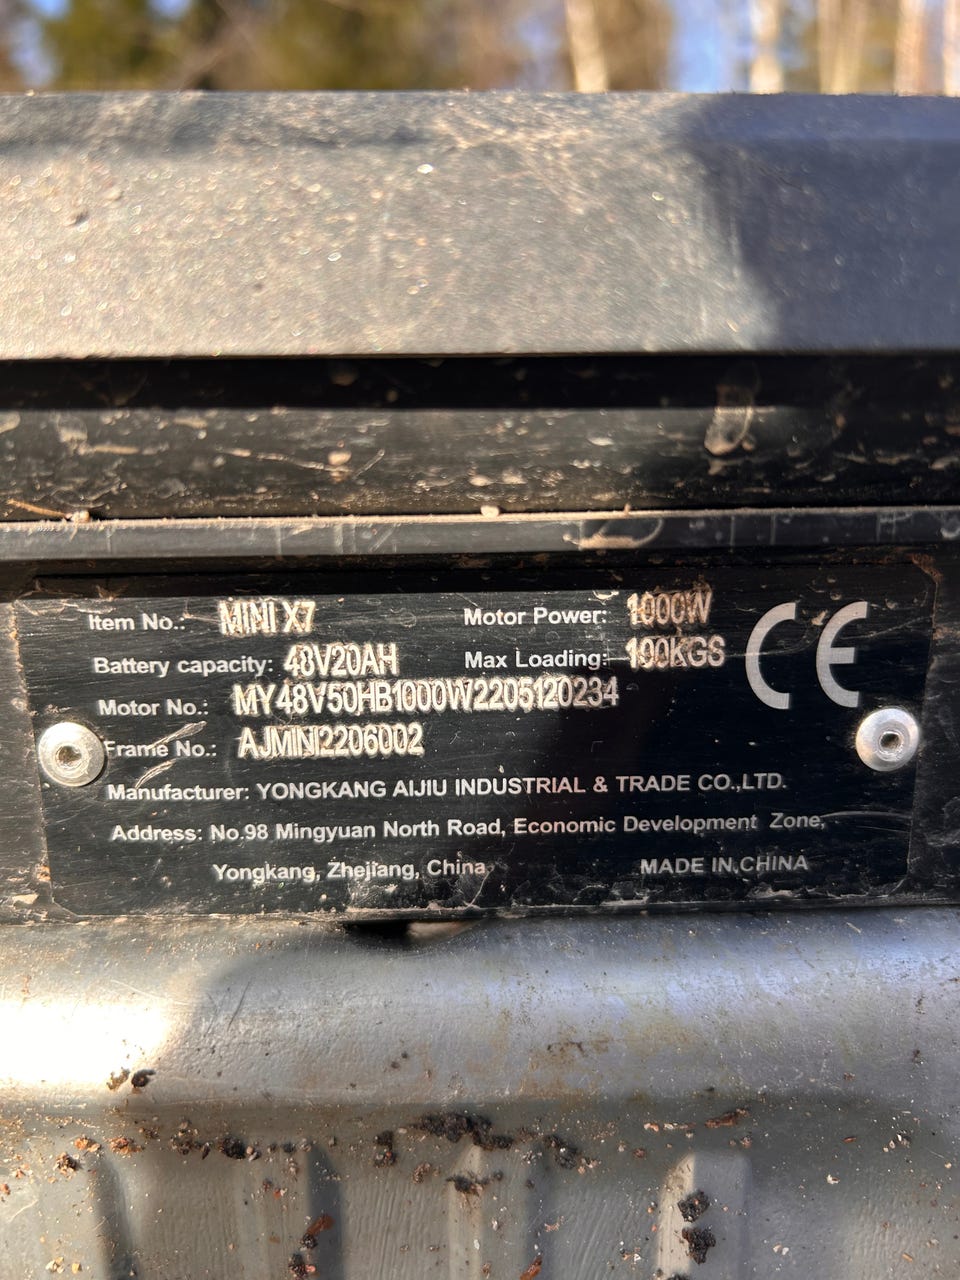 Item No.: MINI X7 Motor Power: 1000W
Battery capacity: 48V20AH Max Loading: 100KGS
Motor No.: MY48V50HB1000W2205120234
Frame No.: AJMINI2206002
Manufacturer: YONGKANG AIJIU INDUSTRIAL & TRADE CO.,LTD.
Address: No.98 Mingyuan North Road, Economic Development Zone,
Yongkang, Zhejiang, China. MADE IN CHINA
CE